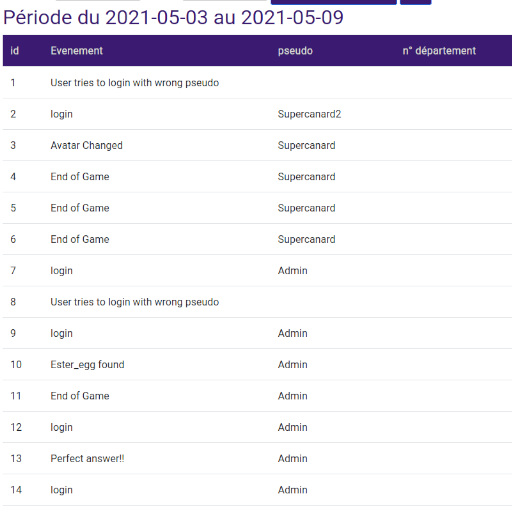 Période du 2021-05-03 au 2021-05-09
id Evenement pseudo n° département
1 User tries to login with wrong pseudo
2 login Supercanard2
3 Avatar Changed Supercanard
4 End of Game Supercanard
5 End of Game Supercanard
6 End of Game Supercanard
7 login Admin
8 User tries to login with wrong pseudo
9 login Admin
10 Ester_egg found Admin
11 End of Game Admin
12 login Admin
13 Perfect answer!! Admin
14 login Admin